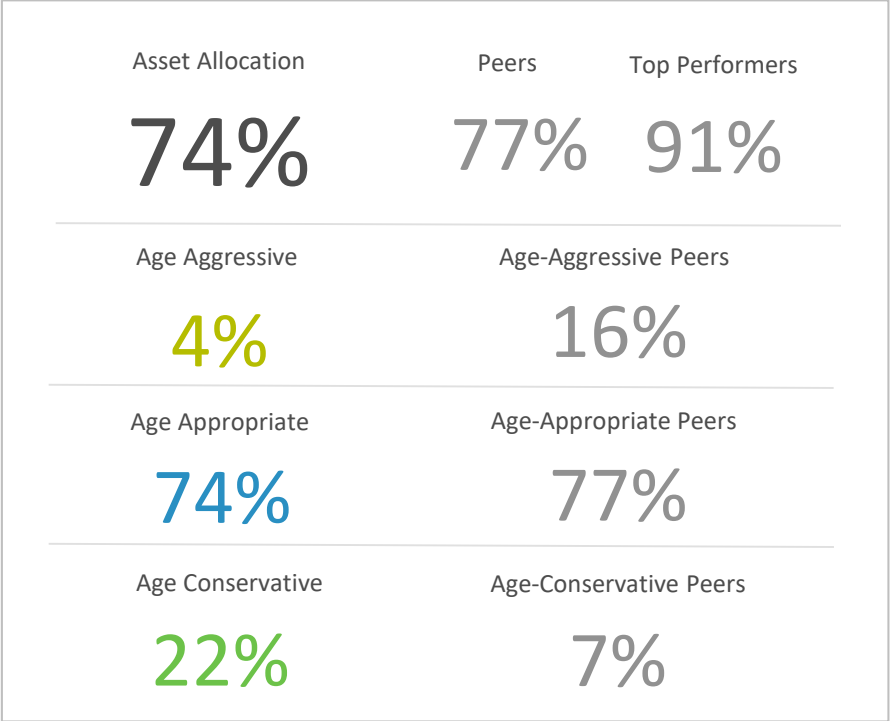 Asset Allocation Peers Top Performers
74% 77% 91%
Age Aggressive Age-Aggressive Peers
4% 16%
Age Appropriate Age-Appropriate Peers
74% 77%
Age Conservative Age-Conservative Peers
22% 7%